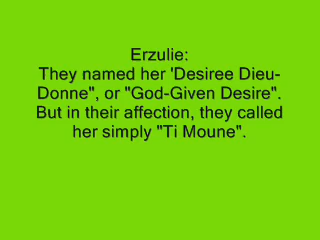 Erzulie:
They named her 'Desiree Dieu-
Donne", or "God-Given Desire".
But in their affection, they called
her simply "Ti Moune".